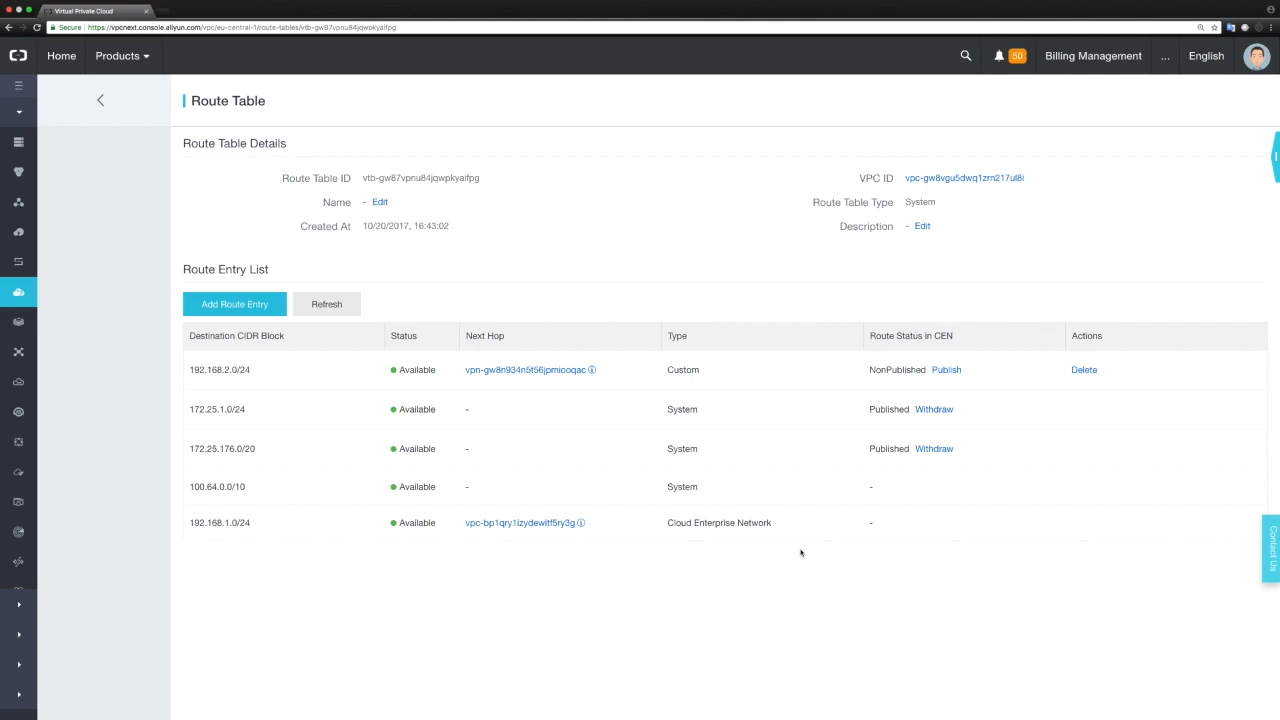 Virtual Private Cloud
Secure https://vpcnext.console.aliyun.com/vpc/eu-central-1/route-tables/vtb-gw87vpnu84jqwpkyaifpg
Home Products 50 Billing Management ... English
Route Table
Route Table Details
Route Table ID vtb-gw87vpnu84jqwpkyaifpg VPC ID vpc-gw8vgu5dwq1zrn217ul8i
Name - Edit Route Table Type System
Created At 10/20/2017, 16:43:02 Description - Edit
Route Entry List
Add Route Entry Refresh
Destination CIDR Block Status Next Hop Type Route Status in CEN Actions
192.168.2.0/24 Available vpn-gw8n934n5t56jpmiooqac Custom NonPublished Publish Delete
172.25.1.0/24 Available - System Published Withdraw
172.25.176.0/20 Available - System Published Withdraw
100.64.0.0/10 Available - System -
192.168.1.0/24 Available vpc-bp1qry1izydewitf5ry3g Cloud Enterprise Network -
Contact Us